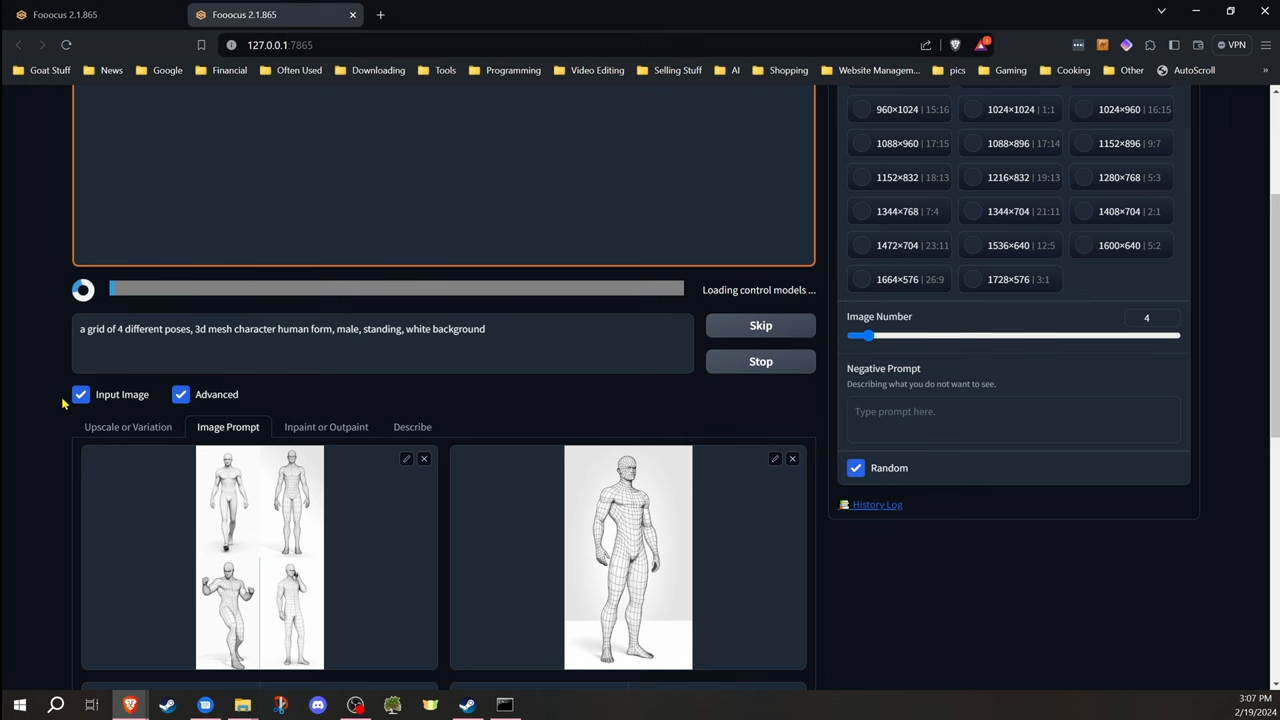 Fooocus 2.1.865
Fooocus 2.1.865
127.0.0.1:7865
VPN
Goat Stuff
News
Google
Financial
Often Used
Downloading
Tools
Programming
Video Editing
Selling Stuff
AI
Shopping
Website Managem...
pics
Gaming
Cooking
Other
AutoScroll
»
960×1024 | 15:16
1024×1024 | 1:1
1024×960 | 16:15
1088×960 | 17:15
1088×896 | 17:14
1152×896 | 9:7
1152×832 | 18:13
1216×832 | 19:13
1280×768 | 5:3
1344×768 | 7:4
1344×704 | 21:11
1408×704 | 2:1
1472×704 | 23:11
1536×640 | 12:5
1600×640 | 5:2
1664×576 | 26:9
1728×576 | 3:1
Loading control models ...
a grid of 4 different poses, 3d mesh character human form, male, standing, white background
Skip
Stop
Image Number
4
Negative Prompt
Describing what you do not want to see.
Type prompt here.
Random
History Log
Input Image
Advanced
Upscale or Variation
Image Prompt
Inpaint or Outpaint
Describe
3:07 PM
2/19/2024